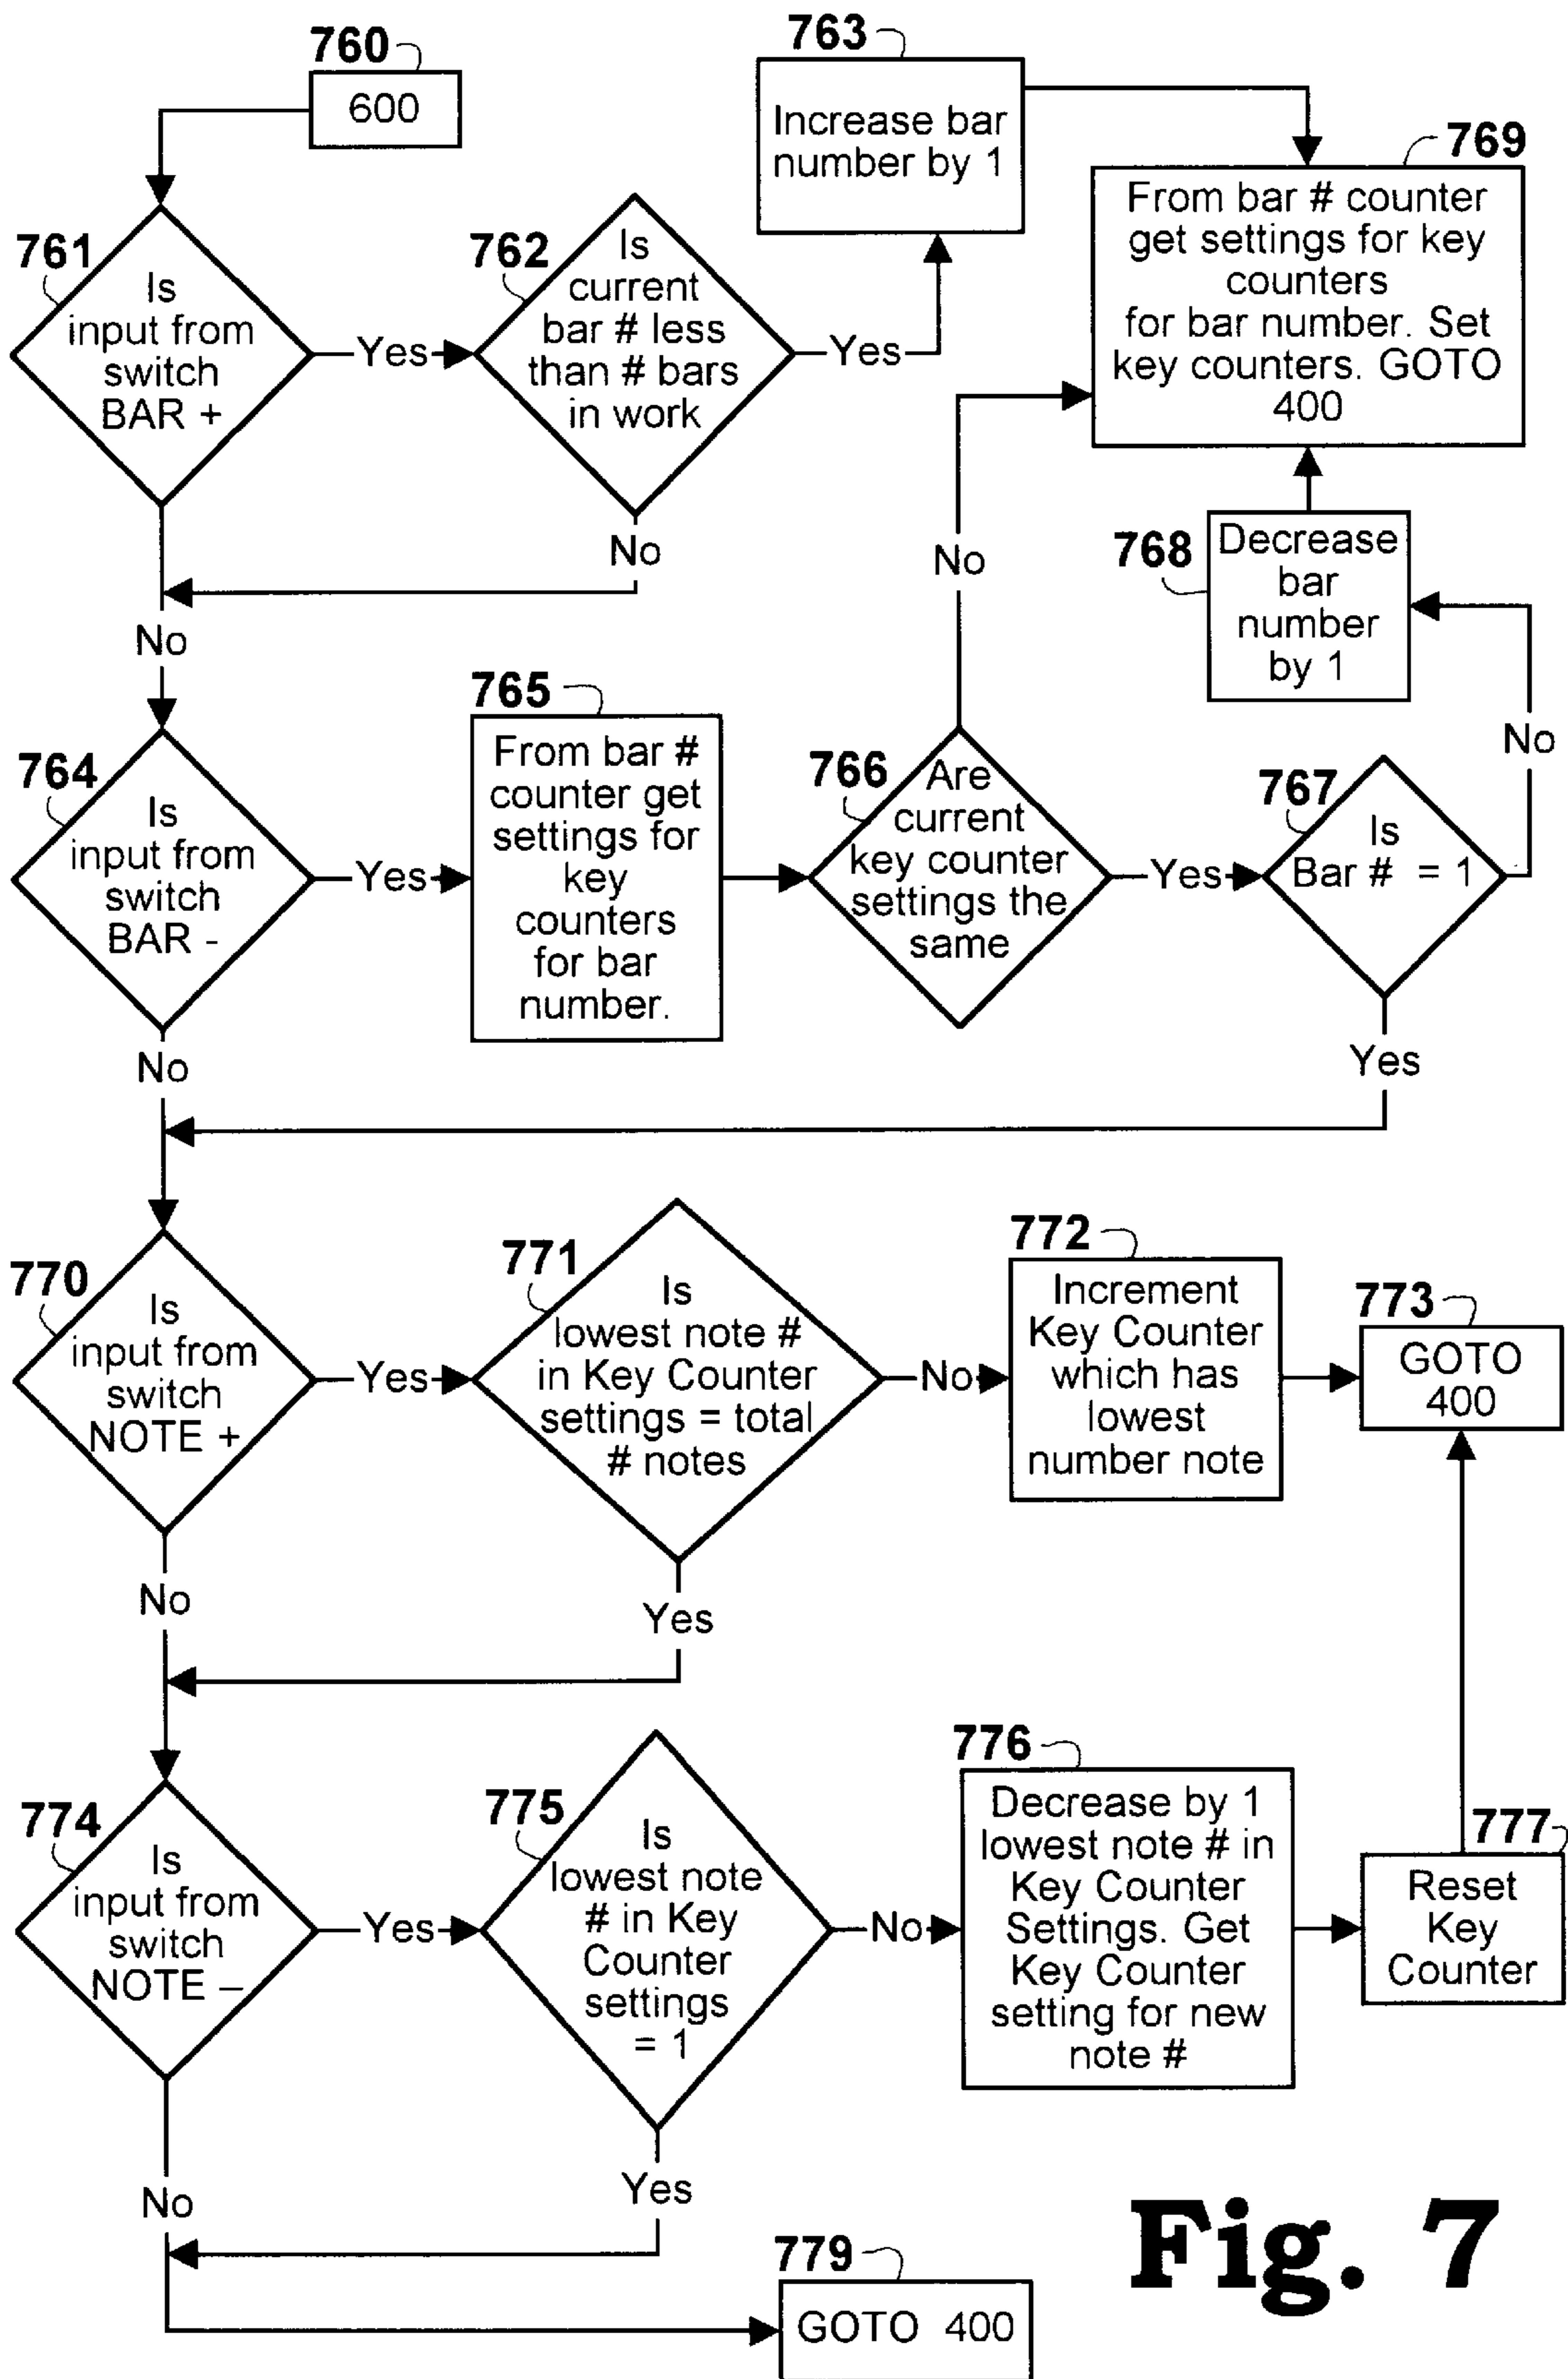 760
600
761
Is
input from
switch
BAR +
Yes
No
762
Is
current
bar # less
than # bars
in work
Yes
No
763
Increase bar
number by 1
769
From bar # counter
get settings for key
counters
for bar number. Set
key counters. GOTO
400
764
Is
input from
switch
BAR -
Yes
No
765
From bar #
counter get
settings for
key
counters
for bar
number.
766
Are
current
key counter
settings the
same
No
Yes
767
Is
Bar # = 1
No
Yes
768
Decrease
bar
number
by 1
770
Is
input from
switch
NOTE +
Yes
No
771
Is
lowest note #
in Key Counter
settings = total
# notes
No
Yes
772
Increment
Key Counter
which has
lowest
number note
773
GOTO
400
774
Is
input from
switch
NOTE –
Yes
No
775
Is
lowest note
# in Key
Counter
settings
= 1
No
Yes
776
Decrease by 1
lowest note # in
Key Counter
Settings. Get
Key Counter
setting for new
note #
777
Reset
Key
Counter
779
GOTO 400
Fig. 7